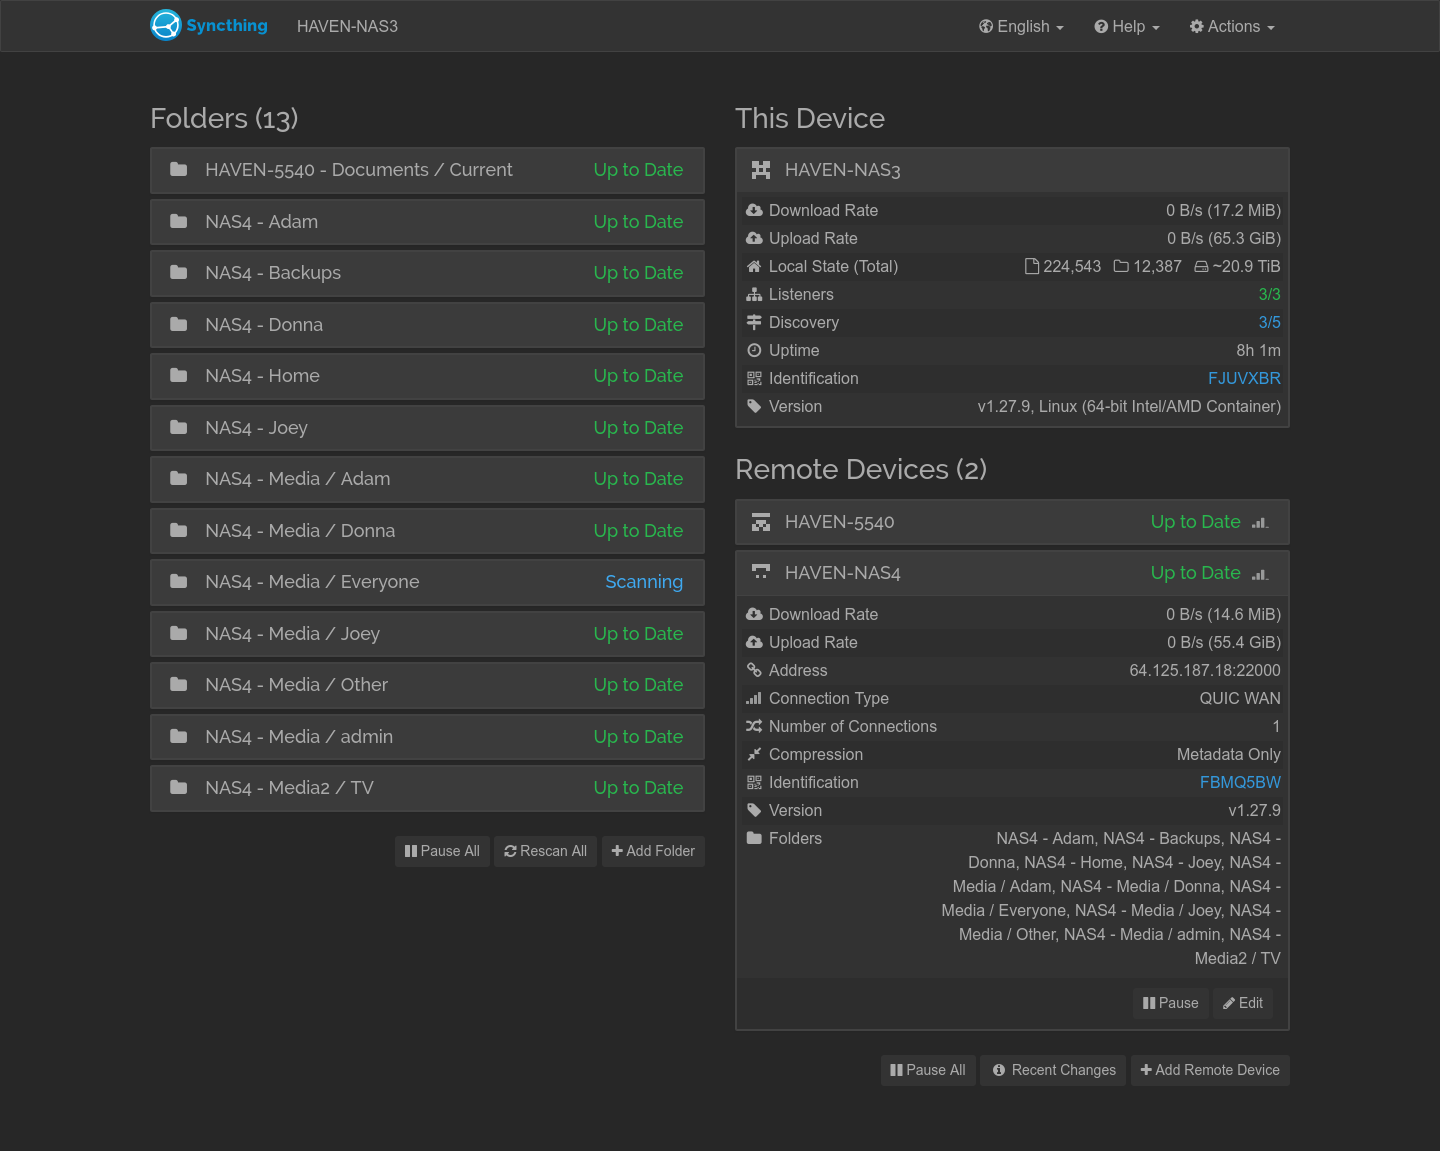 Syncthing HAVEN-NAS3 English Help Actions
Folders (13)
HAVEN-5540 - Documents / Current Up to Date
NAS4 - Adam Up to Date
NAS4 - Backups Up to Date
NAS4 - Donna Up to Date
NAS4 - Home Up to Date
NAS4 - Joey Up to Date
NAS4 - Media / Adam Up to Date
NAS4 - Media / Donna Up to Date
NAS4 - Media / Everyone Scanning
NAS4 - Media / Joey Up to Date
NAS4 - Media / Other Up to Date
NAS4 - Media / admin Up to Date
NAS4 - Media2 / TV Up to Date
Pause All Rescan All Add Folder
This Device
HAVEN-NAS3
Download Rate 0 B/s (17.2 MiB)
Upload Rate 0 B/s (65.3 GiB)
Local State (Total) 224,543 12,387 ~20.9 TiB
Listeners 3/3
Discovery 3/5
Uptime 8h 1m
Identification FJUVXBR
Version v1.27.9, Linux (64-bit Intel/AMD Container)
Remote Devices (2)
HAVEN-5540 Up to Date
HAVEN-NAS4 Up to Date
Download Rate 0 B/s (14.6 MiB)
Upload Rate 0 B/s (55.4 GiB)
Address 64.125.187.18:22000
Connection Type QUIC WAN
Number of Connections 1
Compression Metadata Only
Identification FBMQ5BW
Version v1.27.9
Folders NAS4 - Adam, NAS4 - Backups, NAS4 -
Donna, NAS4 - Home, NAS4 - Joey, NAS4 -
Media / Adam, NAS4 - Media / Donna, NAS4 -
Media / Everyone, NAS4 - Media / Joey, NAS4 -
Media / Other, NAS4 - Media / admin, NAS4 -
Media2 / TV
Pause Edit
Pause All Recent Changes Add Remote Device